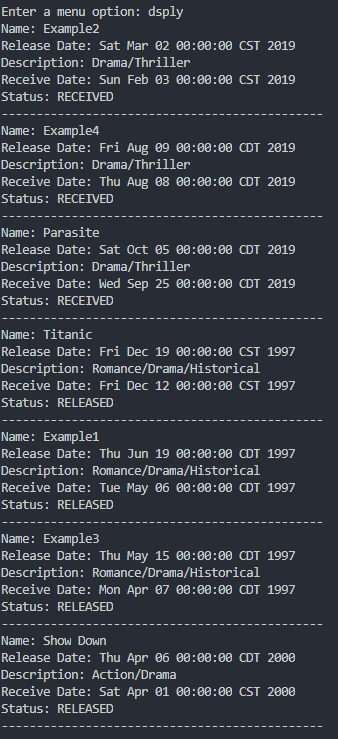 Enter a menu option: dsply
Name: Example2
Release Date: Sat Mar 02 00:00:00 CST 2019
Description: Drama/Thriller
Receive Date: Sun Feb 03 00:00:00 CST 2019
Status: RECEIVED
----------------------------------------------
Name: Example4
Release Date: Fri Aug 09 00:00:00 CDT 2019
Description: Drama/Thriller
Receive Date: Thu Aug 08 00:00:00 CDT 2019
Status: RECEIVED
----------------------------------------------
Name: Parasite
Release Date: Sat Oct 05 00:00:00 CDT 2019
Description: Drama/Thriller
Receive Date: Wed Sep 25 00:00:00 CDT 2019
Status: RECEIVED
----------------------------------------------
Name: Titanic
Release Date: Fri Dec 19 00:00:00 CST 1997
Description: Romance/Drama/Historical
Receive Date: Fri Dec 12 00:00:00 CST 1997
Status: RELEASED
----------------------------------------------
Name: Example1
Release Date: Thu Jun 19 00:00:00 CDT 1997
Description: Romance/Drama/Historical
Receive Date: Tue May 06 00:00:00 CDT 1997
Status: RELEASED
----------------------------------------------
Name: Example3
Release Date: Thu May 15 00:00:00 CDT 1997
Description: Romance/Drama/Historical
Receive Date: Mon Apr 07 00:00:00 CDT 1997
Status: RELEASED
----------------------------------------------
Name: Show Down
Release Date: Thu Apr 06 00:00:00 CDT 2000
Description: Action/Drama
Receive Date: Sat Apr 01 00:00:00 CST 2000
Status: RELEASED
----------------------------------------------